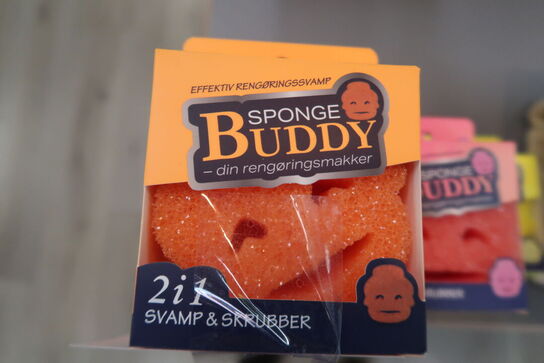 EFFEKTIV RENGØRINGSSVAMP
SPONGE
BUDDY
– din rengøringsmakker
2i1
SVAMP & SKRUBBER
SPONGE
BUDDY